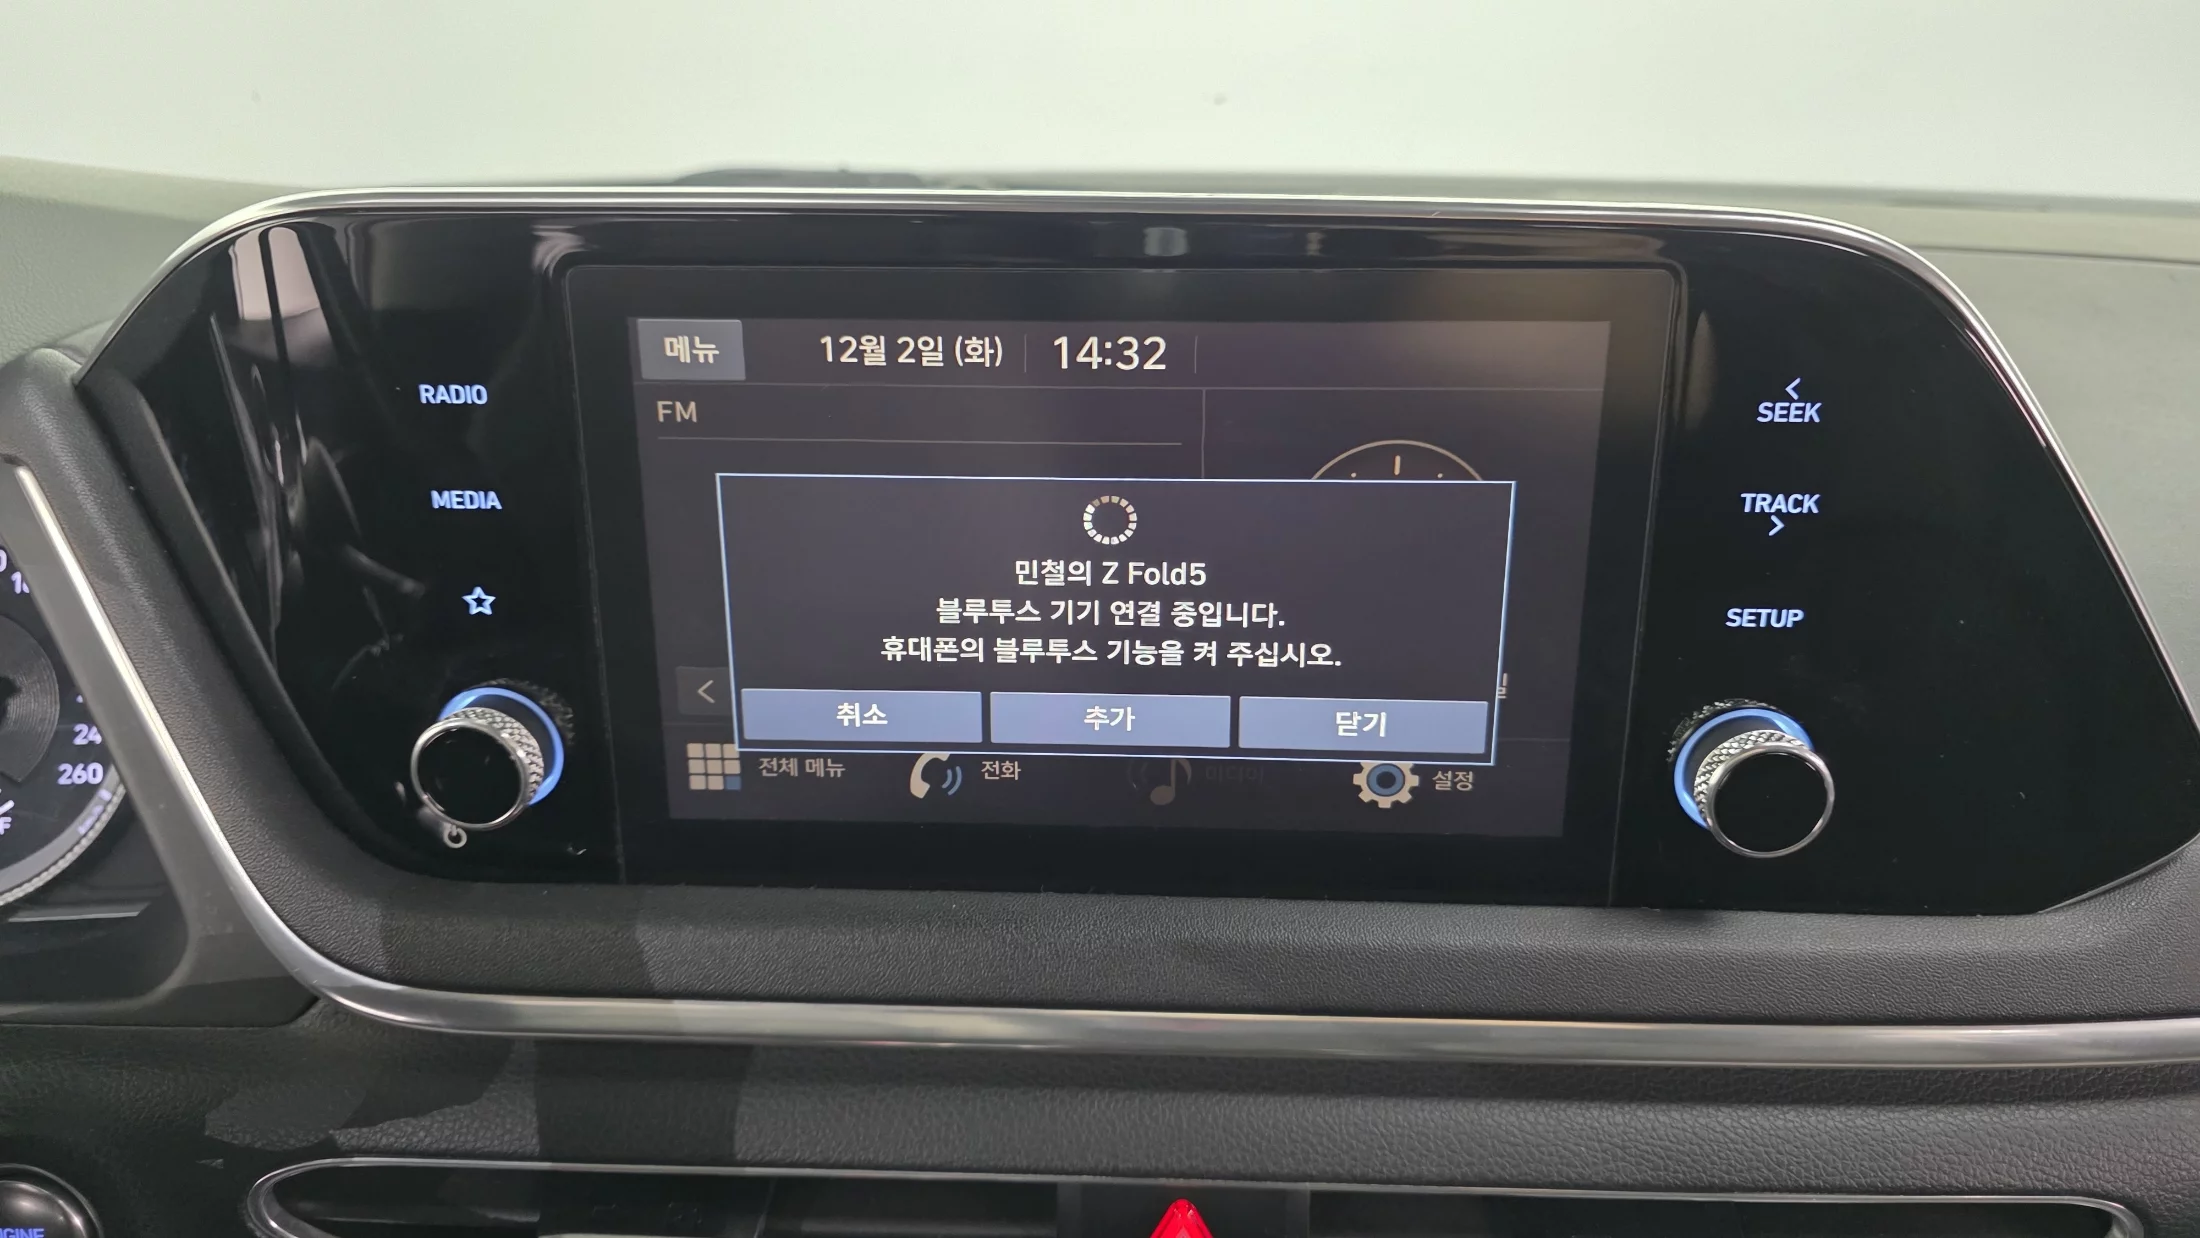 메뉴
12월 2일 (화)
14:32
FM
민철의 Z Fold5
블루투스 기기 연결 중입니다.
휴대폰의 블루투스 기능을 켜 주십시오.
취소
추가
닫기
전체 메뉴
전화
미디어
설정
RADIO
MEDIA
<
SEEK
TRACK
>
SETUP
24
260